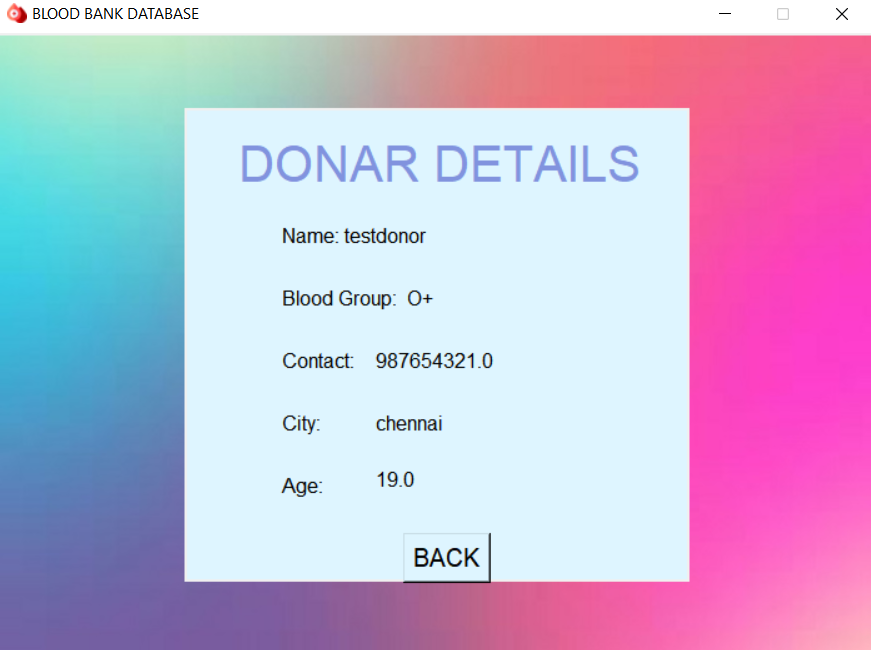 BLOOD BANK DATABASE
DONAR DETAILS
Name: testdonor
Blood Group: O+
Contact: 987654321.0
City: chennai
Age: 19.0
BACK